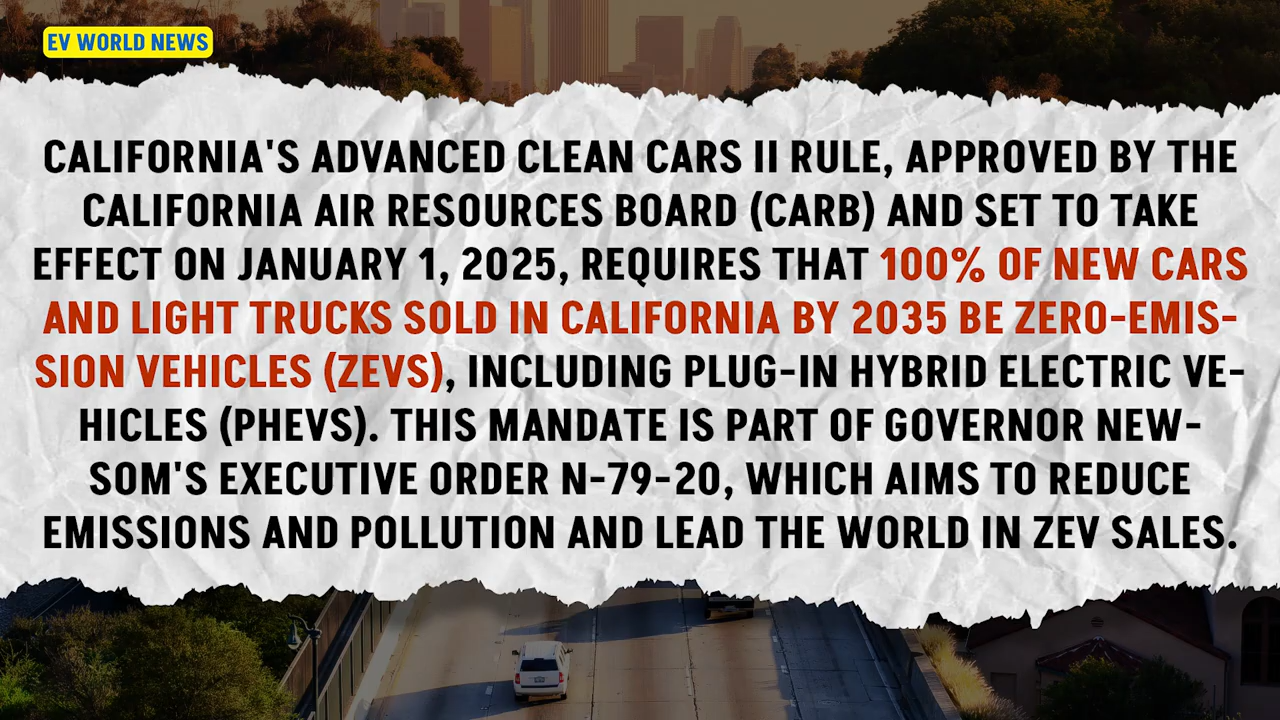 EV WORLD NEWS
CALIFORNIA'S ADVANCED CLEAN CARS II RULE, APPROVED BY THE
CALIFORNIA AIR RESOURCES BOARD (CARB) AND SET TO TAKE
EFFECT ON JANUARY 1, 2025, REQUIRES THAT 100% OF NEW CARS
AND LIGHT TRUCKS SOLD IN CALIFORNIA BY 2035 BE ZERO-EMIS-
SION VEHICLES (ZEVS), INCLUDING PLUG-IN HYBRID ELECTRIC VE-
HICLES (PHEVS). THIS MANDATE IS PART OF GOVERNOR NEW-
SOM'S EXECUTIVE ORDER N-79-20, WHICH AIMS TO REDUCE
EMISSIONS AND POLLUTION AND LEAD THE WORLD IN ZEV SALES.